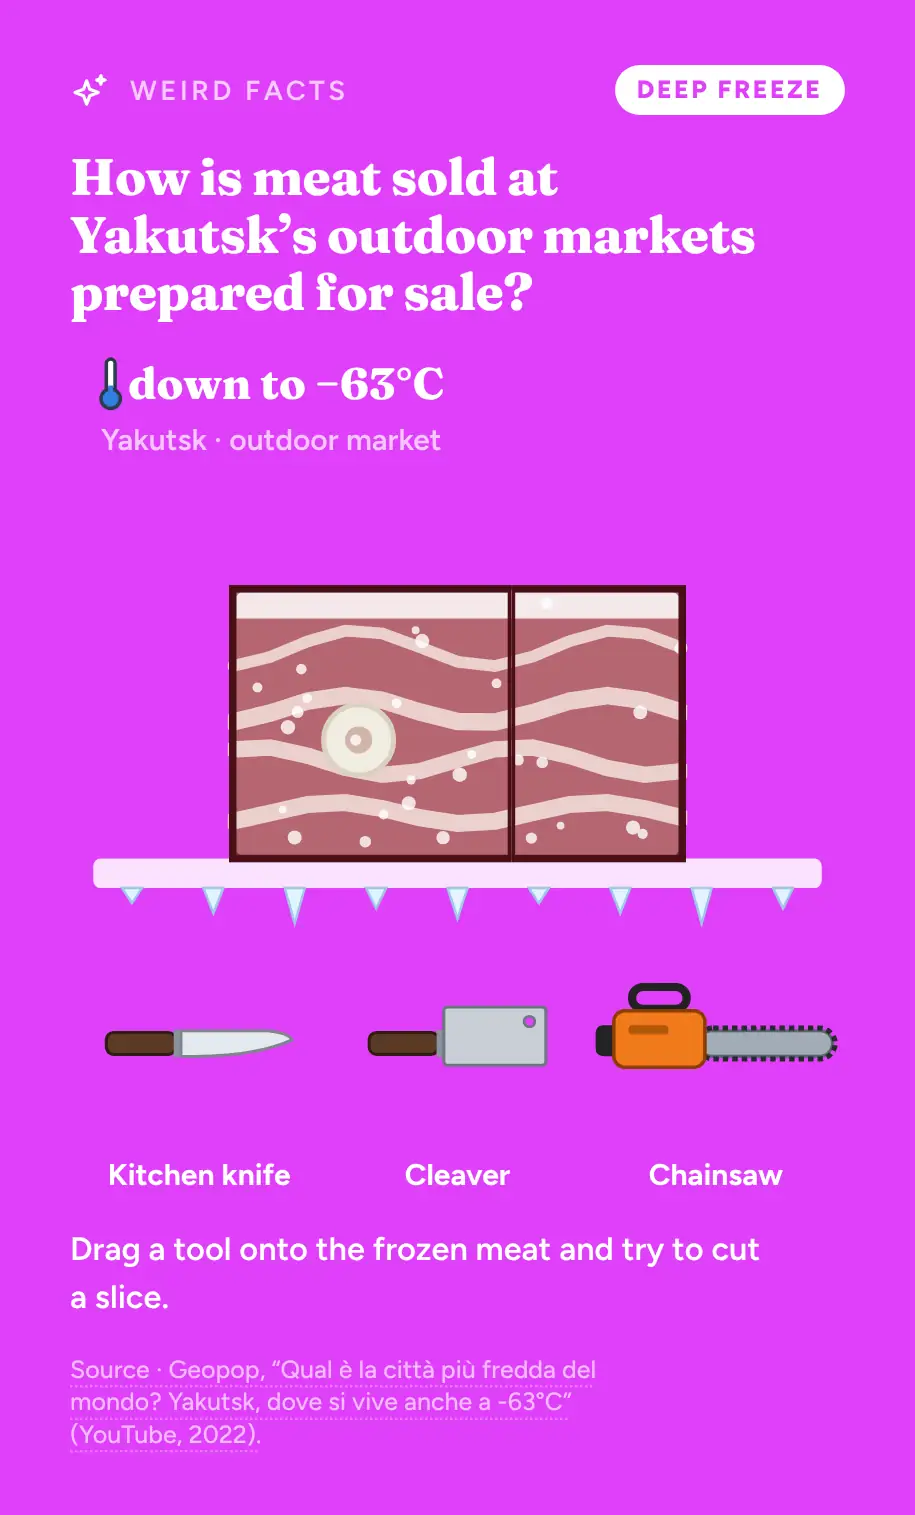 WEIRD FACTS
DEEP FREEZE
How is meat sold at
Yakutsk’s outdoor markets
prepared for sale?
down to −63°C
Yakutsk · outdoor market
Kitchen knife
Cleaver
Chainsaw
Drag a tool onto the frozen meat and try to cut
a slice.
Source · Geopop, “Qual è la città più fredda del
mondo? Yakutsk, dove si vive anche a -63°C”
(YouTube, 2022).